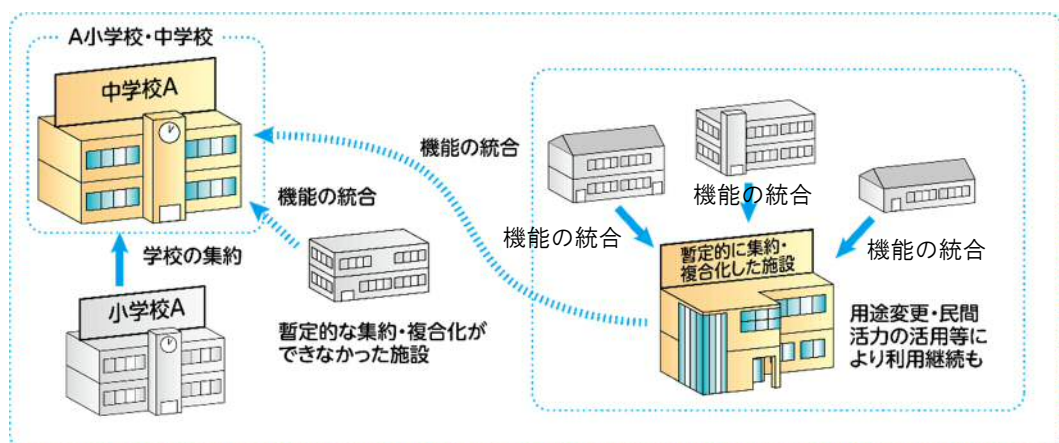 A小学校・中学校
中学校A
機能の統合
機能の統合
学校の集約
小学校A
暫定的な集約・複合化が
できなかった施設
機能の統合
機能の統合
機能の統合
暫定的に集約・
複合化した施設
用途変更・民間
活力の活用等に
より利用継続も